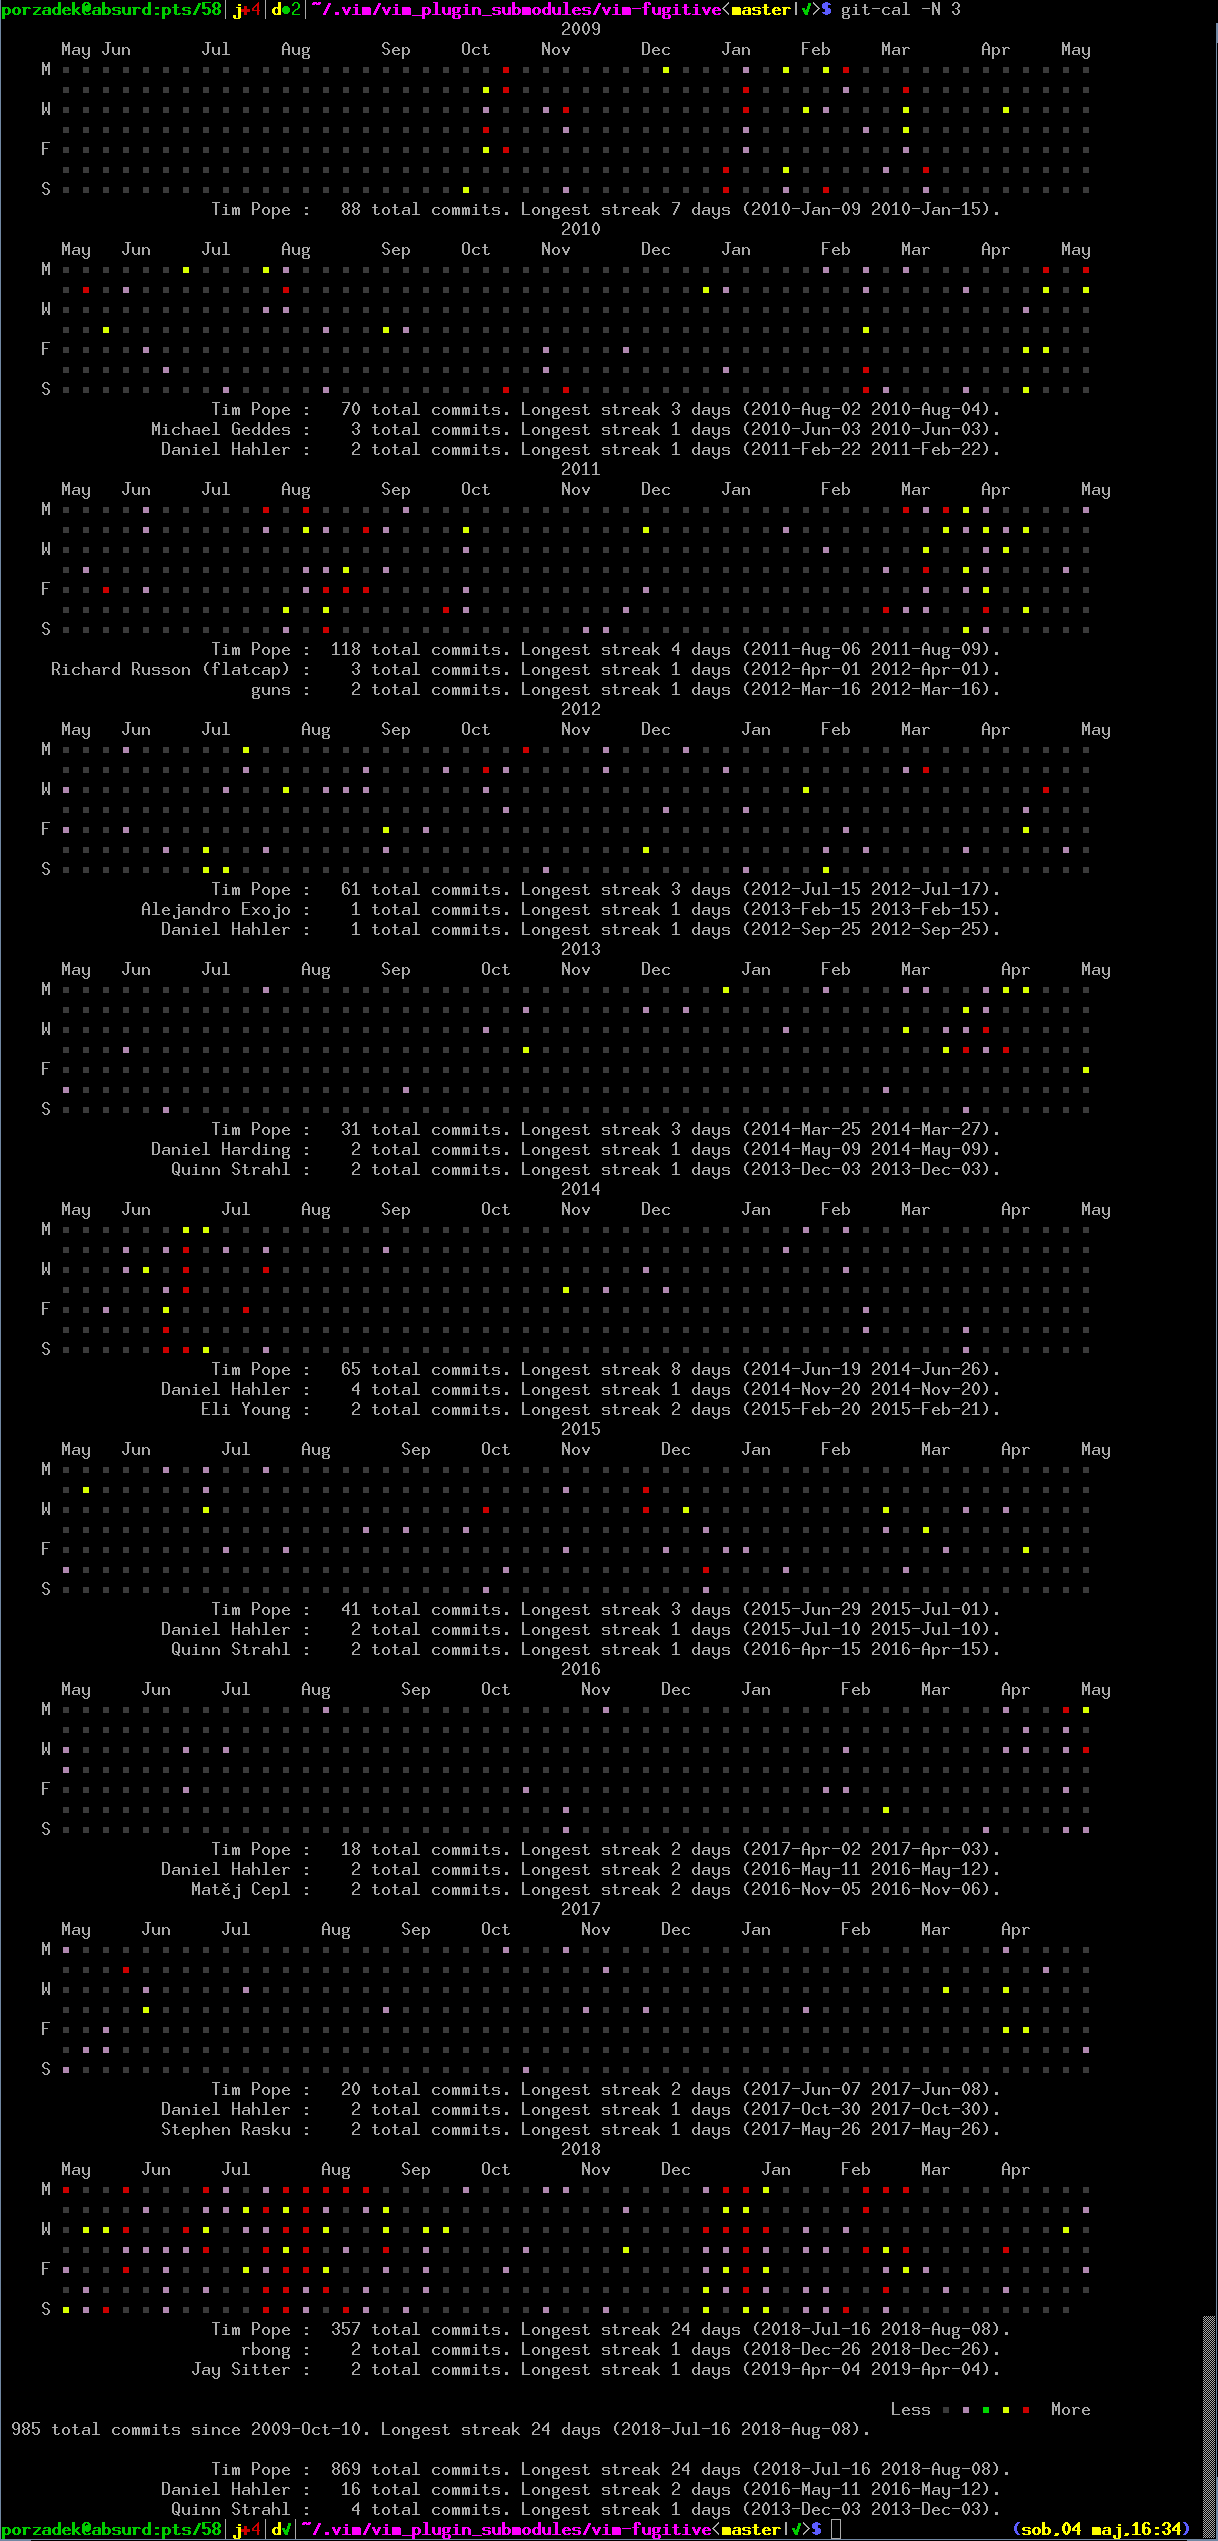 porzadek@absurd:pts/58|j+4|d●2|~/.vim/vim_plugin_submodules/vim-fugitive<master|√>$ git-cal -N 3
2009
May Jun Jul Aug Sep Oct Nov Dec Jan Feb Mar Apr May
M
W
F
S
Tim Pope : 88 total commits. Longest streak 7 days (2010-Jan-09 2010-Jan-15).
2010
May Jun Jul Aug Sep Oct Nov Dec Jan Feb Mar Apr May
M
W
F
S
Tim Pope : 70 total commits. Longest streak 3 days (2010-Aug-02 2010-Aug-04).
Michael Geddes : 3 total commits. Longest streak 1 days (2010-Jun-03 2010-Jun-03).
Daniel Hahler : 2 total commits. Longest streak 1 days (2011-Feb-22 2011-Feb-22).
2011
May Jun Jul Aug Sep Oct Nov Dec Jan Feb Mar Apr May
M
W
F
S
Tim Pope : 118 total commits. Longest streak 4 days (2011-Aug-06 2011-Aug-09).
Richard Russon (flatcap) : 3 total commits. Longest streak 1 days (2012-Apr-01 2012-Apr-01).
guns : 2 total commits. Longest streak 1 days (2012-Mar-16 2012-Mar-16).
2012
May Jun Jul Aug Sep Oct Nov Dec Jan Feb Mar Apr May
M
W
F
S
Tim Pope : 61 total commits. Longest streak 3 days (2012-Jul-15 2012-Jul-17).
Alejandro Exojo : 1 total commits. Longest streak 1 days (2013-Feb-15 2013-Feb-15).
Daniel Hahler : 1 total commits. Longest streak 1 days (2012-Sep-25 2012-Sep-25).
2013
May Jun Jul Aug Sep Oct Nov Dec Jan Feb Mar Apr May
M
W
F
S
Tim Pope : 31 total commits. Longest streak 3 days (2014-Mar-25 2014-Mar-27).
Daniel Harding : 2 total commits. Longest streak 1 days (2014-May-09 2014-May-09).
Quinn Strahl : 2 total commits. Longest streak 1 days (2013-Dec-03 2013-Dec-03).
2014
May Jun Jul Aug Sep Oct Nov Dec Jan Feb Mar Apr May
M
W
F
S
Tim Pope : 65 total commits. Longest streak 8 days (2014-Jun-19 2014-Jun-26).
Daniel Hahler : 4 total commits. Longest streak 1 days (2014-Nov-20 2014-Nov-20).
Eli Young : 2 total commits. Longest streak 2 days (2015-Feb-20 2015-Feb-21).
2015
May Jun Jul Aug Sep Oct Nov Dec Jan Feb Mar Apr May
M
W
F
S
Tim Pope : 41 total commits. Longest streak 3 days (2015-Jun-29 2015-Jul-01).
Daniel Hahler : 2 total commits. Longest streak 1 days (2015-Jul-10 2015-Jul-10).
Quinn Strahl : 2 total commits. Longest streak 1 days (2016-Apr-15 2016-Apr-15).
2016
May Jun Jul Aug Sep Oct Nov Dec Jan Feb Mar Apr May
M
W
F
S
Tim Pope : 18 total commits. Longest streak 2 days (2017-Apr-02 2017-Apr-03).
Daniel Hahler : 2 total commits. Longest streak 2 days (2016-May-11 2016-May-12).
Matěj Cepl : 2 total commits. Longest streak 2 days (2016-Nov-05 2016-Nov-06).
2017
May Jun Jul Aug Sep Oct Nov Dec Jan Feb Mar Apr
M
W
F
S
Tim Pope : 20 total commits. Longest streak 2 days (2017-Jun-07 2017-Jun-08).
Daniel Hahler : 2 total commits. Longest streak 1 days (2017-Oct-30 2017-Oct-30).
Stephen Rasku : 2 total commits. Longest streak 1 days (2017-May-26 2017-May-26).
2018
May Jun Jul Aug Sep Oct Nov Dec Jan Feb Mar Apr
M
W
F
S
Tim Pope : 357 total commits. Longest streak 24 days (2018-Jul-16 2018-Aug-08).
rbong : 2 total commits. Longest streak 1 days (2018-Dec-26 2018-Dec-26).
Jay Sitter : 2 total commits. Longest streak 1 days (2019-Apr-04 2019-Apr-04).
Less More
985 total commits since 2009-Oct-10. Longest streak 24 days (2018-Jul-16 2018-Aug-08).
Tim Pope : 869 total commits. Longest streak 24 days (2018-Jul-16 2018-Aug-08).
Daniel Hahler : 16 total commits. Longest streak 2 days (2016-May-11 2016-May-12).
Quinn Strahl : 4 total commits. Longest streak 1 days (2013-Dec-03 2013-Dec-03).
porzadek@absurd:pts/58|j+4|d√|~/.vim/vim_plugin_submodules/vim-fugitive<master|√>$ (sob,04 maj,16:34)